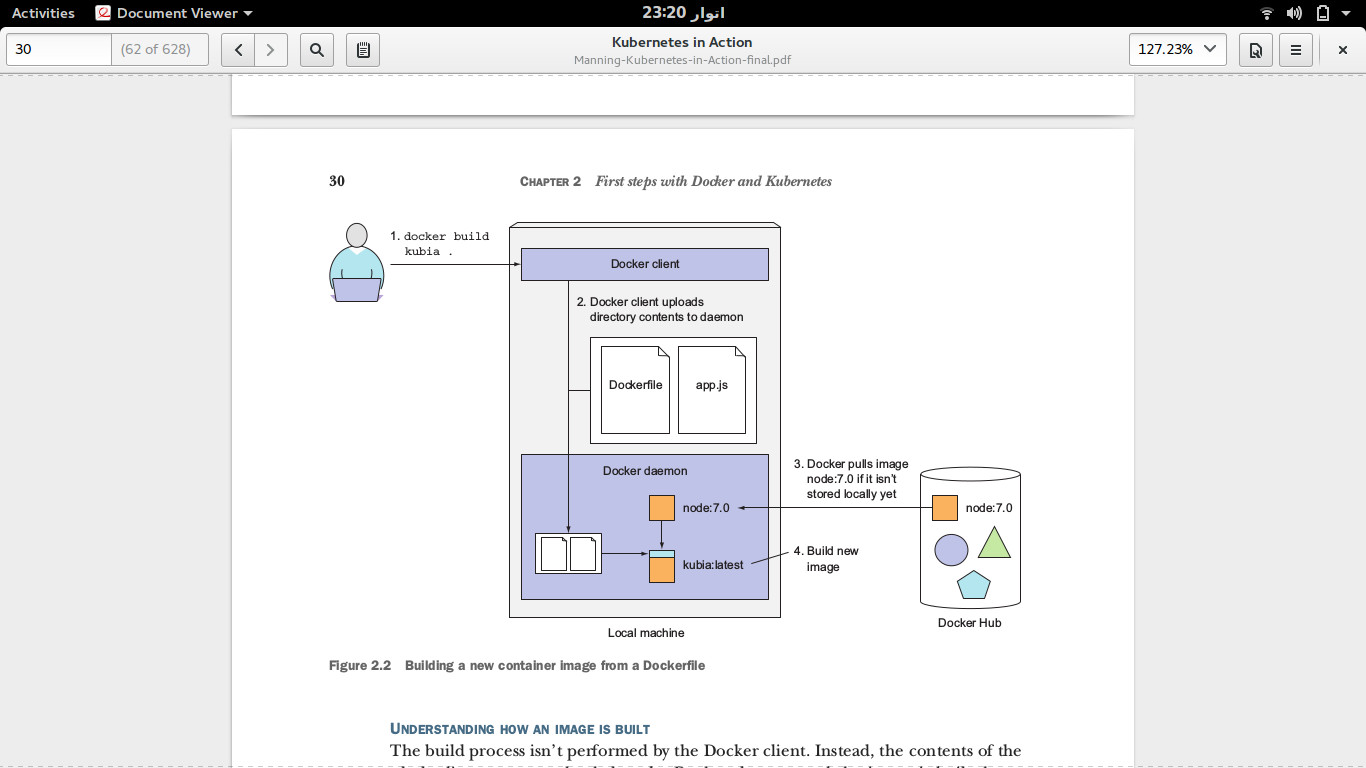 Activities Document Viewer اتوار 23:20
30 (62 of 628) Kubernetes in Action 127.23%
Manning-Kubernetes-in-Action-final.pdf
30 CHAPTER 2 First steps with Docker and Kubernetes
1. docker build
kubia .
Docker client
2. Docker client uploads
directory contents to daemon
Dockerfile app.js
Docker daemon
3. Docker pulls image
node:7.0 if it isn't
stored locally yet
node:7.0 node:7.0
4. Build new
image
kubia:latest
Docker Hub
Local machine
Figure 2.2 Building a new container image from a Dockerfile
UNDERSTANDING HOW AN IMAGE IS BUILT
The build process isn't performed by the Docker client. Instead, the contents of the